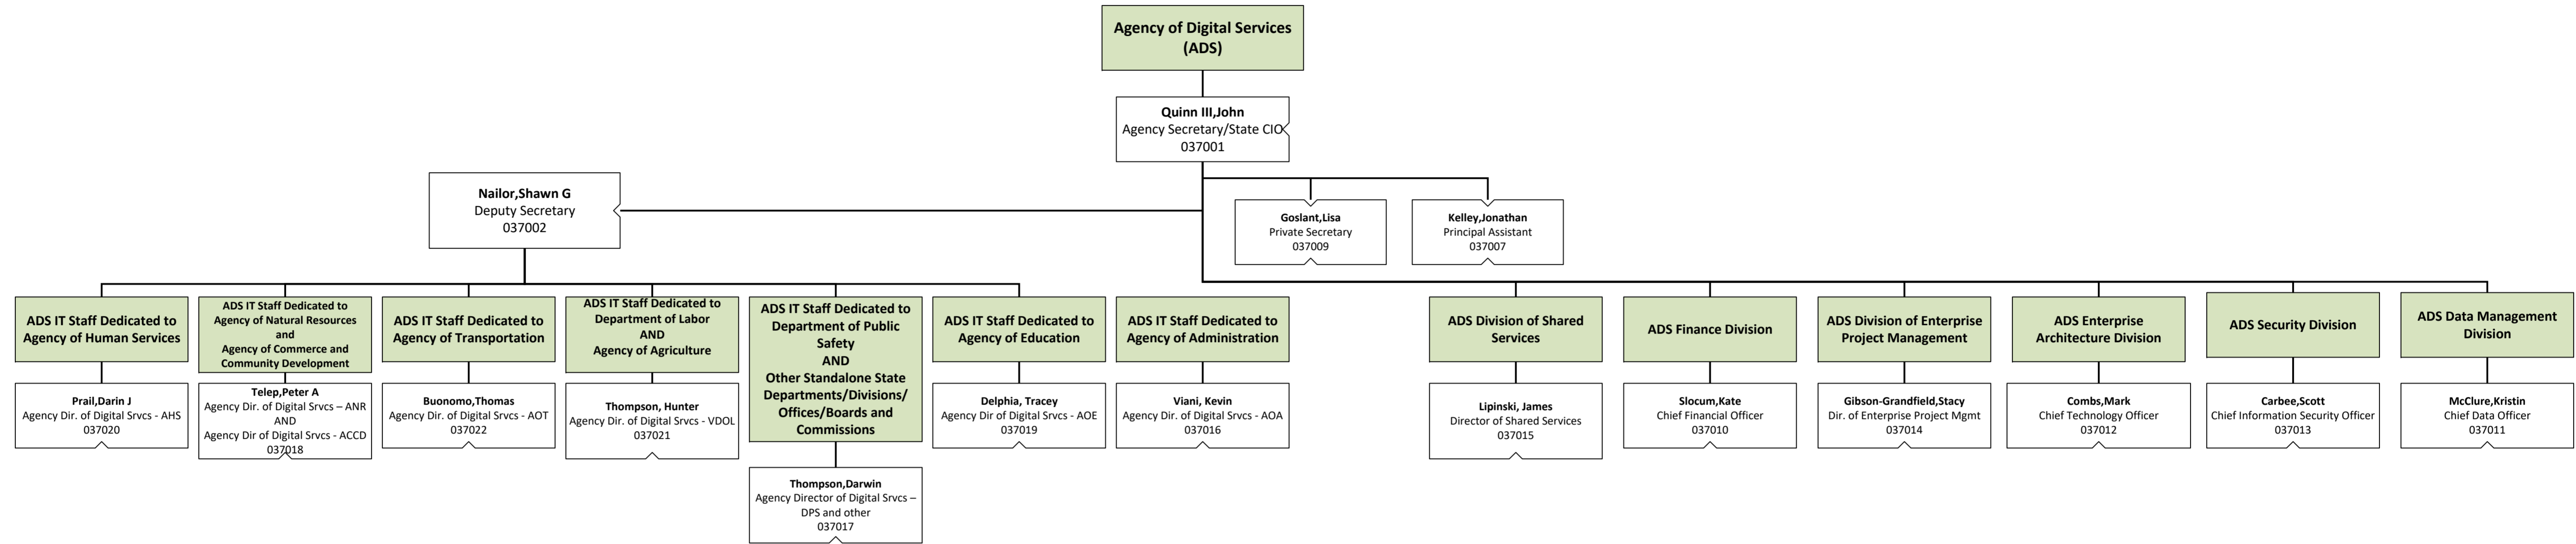 Agency of Digital Services
(ADS)
Quinn III,John
Agency Secretary/State CIO
037001
Nailor,Shawn G
Deputy Secretary
037002
Goslant,Lisa
Private Secretary
037009
Kelley,Jonathan
Principal Assistant
037007
ADS IT Staff Dedicated to
Agency of Human Services
Prail,Darin J
Agency Dir. of Digital Srvcs - AHS
037020
ADS IT Staff Dedicated to
Agency of Natural Resources
and
Agency of Commerce and
Community Development
Telep,Peter A
Agency Dir. of Digital Srvcs – ANR
AND
Agency Dir of Digital Srvcs - ACCD
037018
ADS IT Staff Dedicated to
Agency of Transportation
Buonomo,Thomas
Agency Dir. of Digital Srvcs - AOT
037022
ADS IT Staff Dedicated to
Department of Labor
AND
Agency of Agriculture
Thompson, Hunter
Agency Dir. of Digital Srvcs - VDOL
037021
ADS IT Staff Dedicated to
Department of Public
Safety
AND
Other Standalone State
Departments/Divisions/
Offices/Boards and
Commissions
Thompson,Darwin
Agency Director of Digital Srvcs –
DPS and other
037017
ADS IT Staff Dedicated to
Agency of Education
Delphia, Tracey
Agency Dir of Digital Srvcs - AOE
037019
ADS IT Staff Dedicated to
Agency of Administration
Viani, Kevin
Agency Dir. of Digital Srvcs - AOA
037016
ADS Division of Shared
Services
Lipinski, James
Director of Shared Services
037015
ADS Finance Division
Slocum,Kate
Chief Financial Officer
037010
ADS Division of Enterprise
Project Management
Gibson-Grandfield,Stacy
Dir. of Enterprise Project Mgmt
037014
ADS Enterprise
Architecture Division
Combs,Mark
Chief Technology Officer
037012
ADS Security Division
Carbee,Scott
Chief Information Security Officer
037013
ADS Data Management
Division
McClure,Kristin
Chief Data Officer
037011